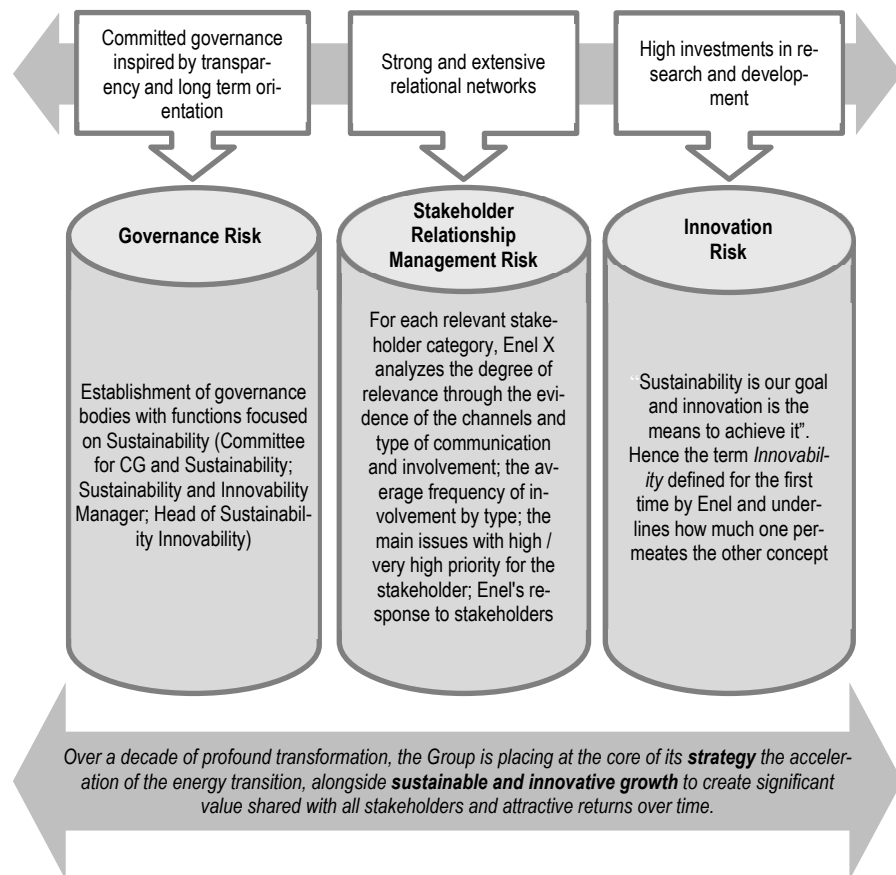 Committed governance
inspired by transpar-
ency and long term ori-
entation
Strong and extensive
relational networks
High investments in re-
search and develop-
ment
Governance Risk
Establishment of governance
bodies with functions focused
on Sustainability (Committee
for CG and Sustainability;
Sustainability and Innovability
Manager; Head of Sustainabil-
ity Innovability)
Stakeholder
Relationship
Management Risk
For each relevant stake-
holder category, Enel X
analyzes the degree of
relevance through the evi-
dence of the channels and
type of communication
and involvement; the av-
erage frequency of in-
volvement by type; the
main issues with high /
very high priority for the
stakeholder; Enel's re-
sponse to stakeholders
Innovation
Risk
“Sustainability is our goal
and innovation is the
means to achieve it”.
Hence the term Innovabil-
ity defined for the first
time by Enel and under-
lines how much one per-
meates the other concept
Over a decade of profound transformation, the Group is placing at the core of its strategy the acceler-
ation of the energy transition, alongside sustainable and innovative growth to create significant
value shared with all stakeholders and attractive returns over time.